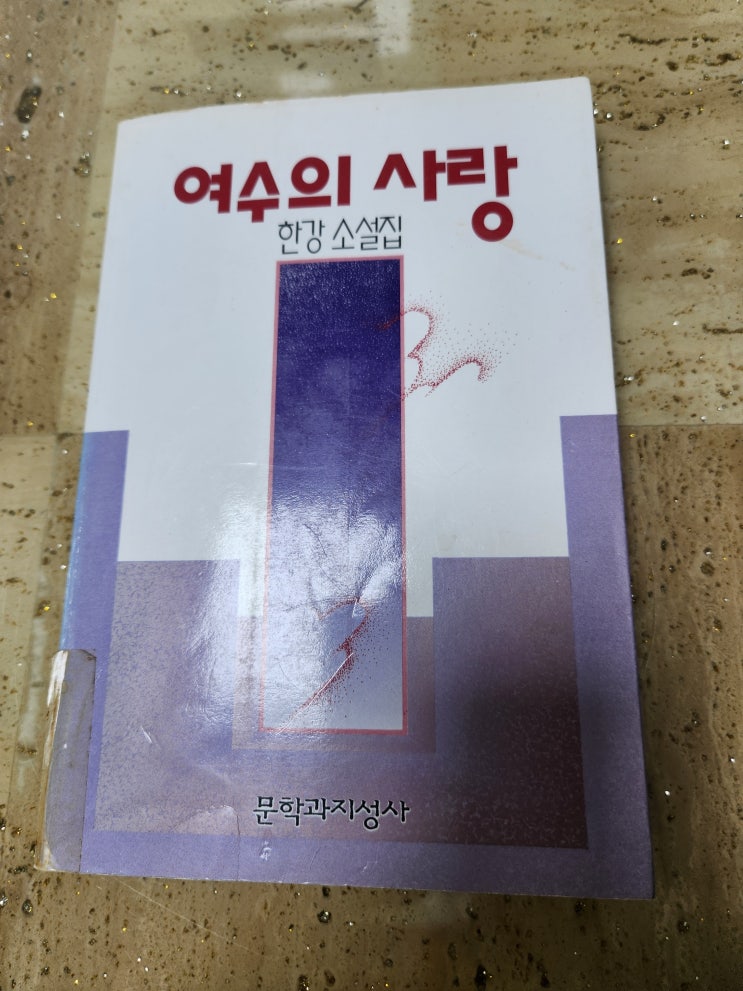 여수의 사랑
한강 소설집
문학과지성사